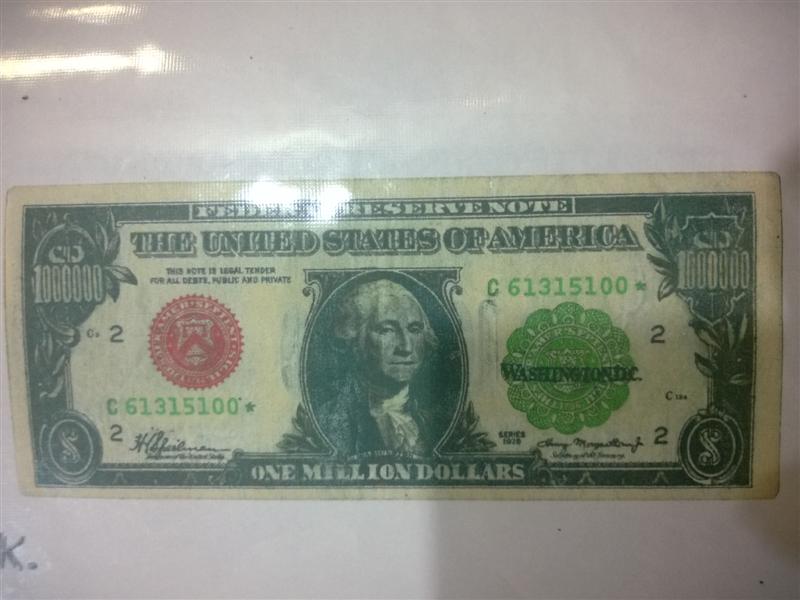 FEDERAL RESERVE NOTE
THE UNITED STATES OF AMERICA
1000000
1000000
THIS NOTE IS LEGAL TENDER
FOR ALL DEBTS, PUBLIC AND PRIVATE
C 61315100 *
2
2
WASHINGTON, D.C.
C 61315100 *
2
SERIES
2
ONE MILLION DOLLARS
K.